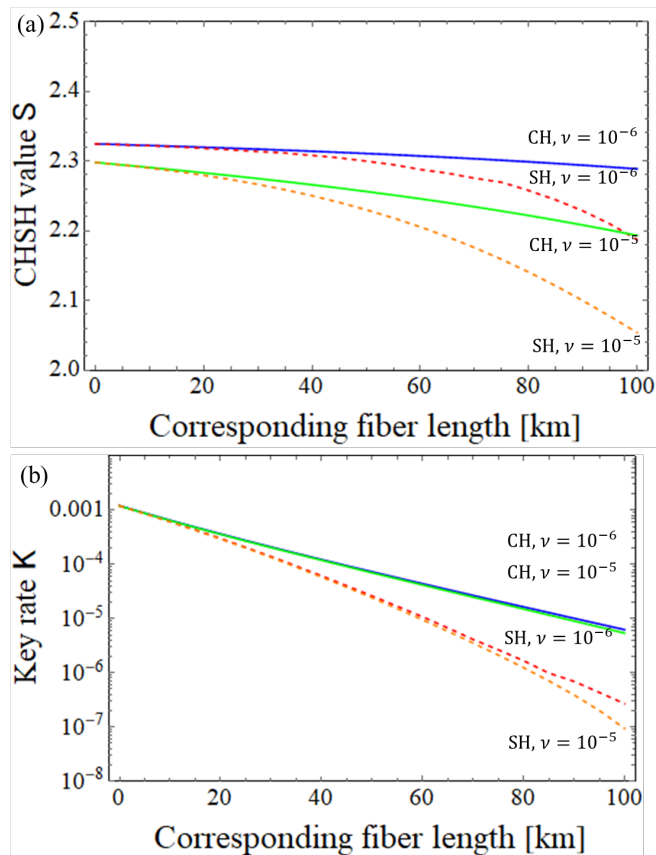 (a)
2.5
2.4
2.3
2.2
2.1
2.0
CHSH value S
CH, ν = 10⁻⁶
SH, ν = 10⁻⁶
CH, ν = 10⁻⁵
SH, ν = 10⁻⁵
0 20 40 60 80 100
Corresponding fiber length [km]
(b)
0.001
10⁻⁴
10⁻⁵
10⁻⁶
10⁻⁷
10⁻⁸
Key rate K
CH, ν = 10⁻⁶
CH, ν = 10⁻⁵
SH, ν = 10⁻⁶
SH, ν = 10⁻⁵
0 20 40 60 80 100
Corresponding fiber length [km]